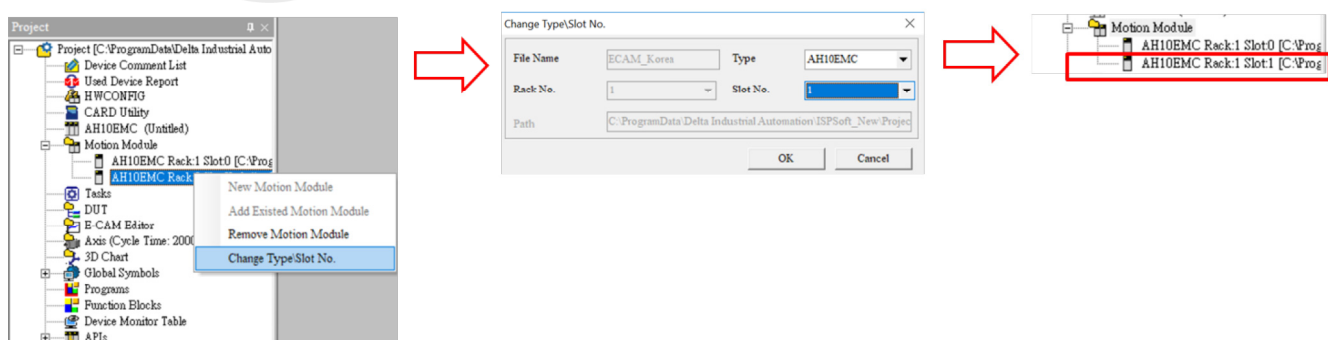 Project
Project [C:\ProgramData\Delta Industrial Auto
Device Comment List
Used Device Report
HWCONFIG
CARD Utility
AH10EMC (Untitled)
Motion Module
AH10EMC Rack:1 Slot:0 [C:\Prog
AH10EMC Rack
Tasks
DUT
E-CAM Editor
Axis (Cycle Time: 2000
3D Chart
Global Symbols
Programs
Function Blocks
Device Monitor Table
APIs
New Motion Module
Add Existed Motion Module
Remove Motion Module
Change Type\Slot No.
Change Type\Slot No.
File Name ECAM_Korea Type AH10EMC
Rack No. 1 Slot No. 1
Path C:\ProgramData\Delta Industrial Automation\ISPSoft_New\Projec
OK Cancel
Motion Module
AH10EMC Rack:1 Slot:0 [C:\Prog
AH10EMC Rack:1 Slot:1 [C:\Prog